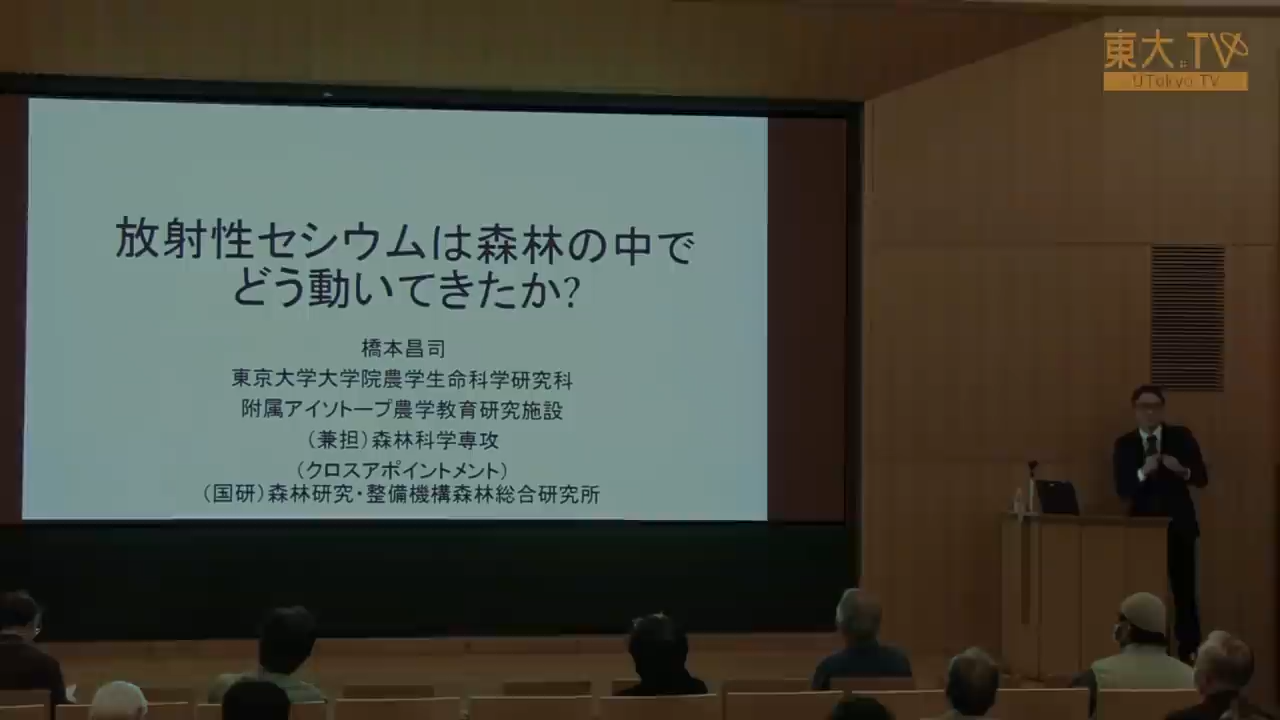 東大TV
UTokyo TV
放射性セシウムは森林の中で
どう動いてきたか?
橋本昌司
東京大学大学院農学生命科学研究科
附属アイソトープ農学教育研究施設
（兼担）森林科学専攻
（クロスアポイントメント）
（国研）森林研究・整備機構森林総合研究所